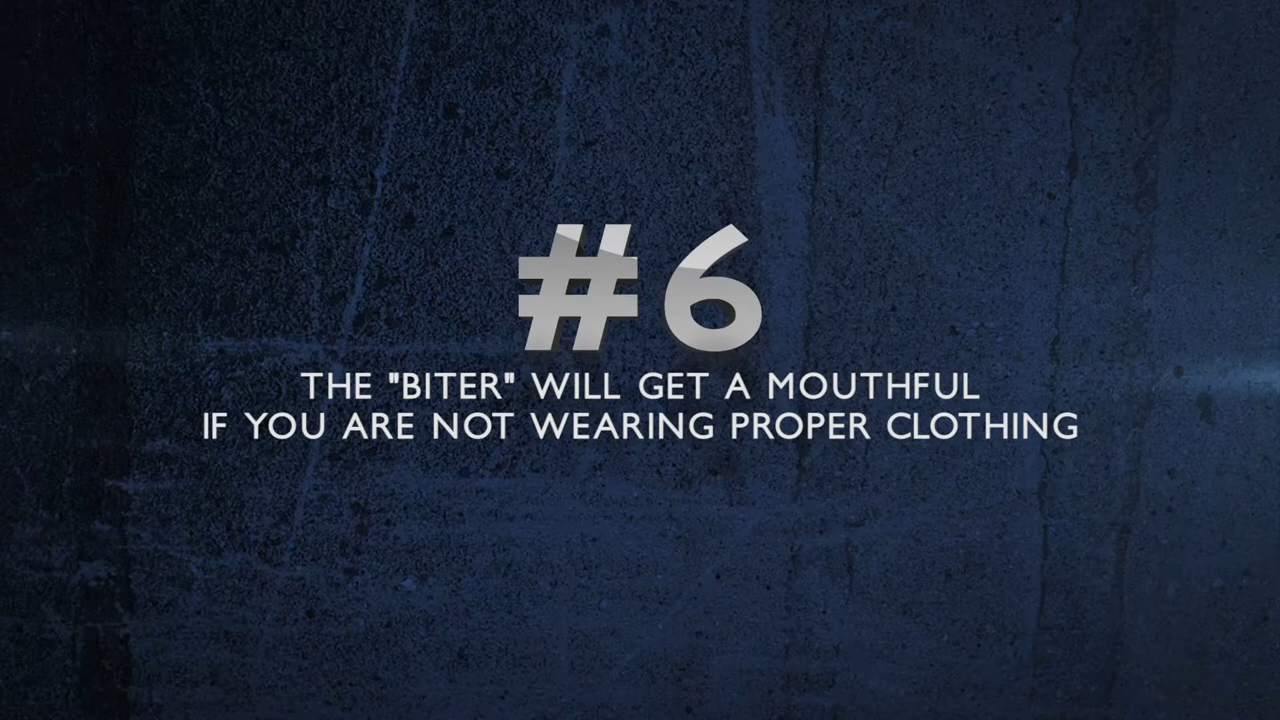 #6
THE "BITER" WILL GET A MOUTHFUL
IF YOU ARE NOT WEARING PROPER CLOTHING